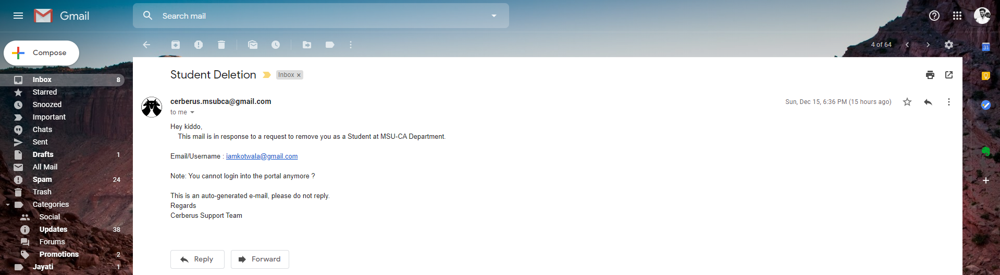 Gmail
Search mail
Compose
4 of 64
31
Inbox 8
Starred
Snoozed
Important
Chats
Sent
Drafts 1
All Mail
Spam 24
Trash
Categories
Social
Updates 38
Forums
Promotions 2
Jayati 1
Student Deletion Inbox x
cerberus.msubca@gmail.com Sun, Dec 15, 6:36 PM (15 hours ago)
to me
Hey kiddo,
This mail is in response to a request to remove you as a Student at MSU-CA Department.
Email/Username : iamkotwala@gmail.com
Note: You cannot login into the portal anymore ?
This is an auto-generated e-mail, please do not reply.
Regards
Cerberus Support Team
Reply Forward